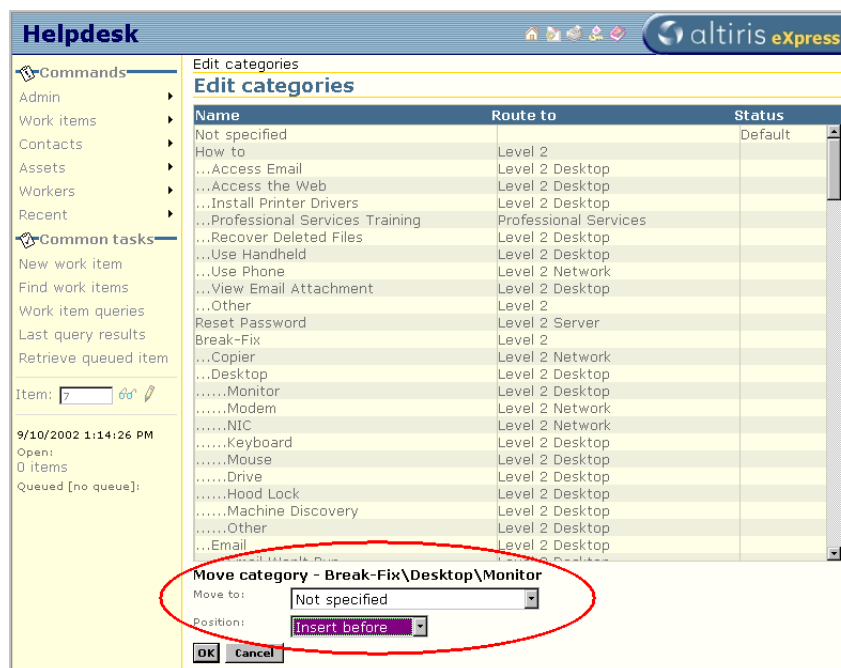 Helpdesk
altiris eXpress
Commands
Admin
Work items
Contacts
Assets
Workers
Recent
Common tasks
New work item
Find work items
Work item queries
Last query results
Retrieve queued item
Item: 7
9/10/2002 1:14:26 PM
Open:
0 items
Queued [no queue]:
Edit categories
Edit categories
Name Route to Status
Not specified Default
How to Level 2
...Access Email Level 2 Desktop
...Access the Web Level 2 Desktop
...Install Printer Drivers Level 2 Desktop
...Professional Services Training Professional Services
...Recover Deleted Files Level 2 Desktop
...Use Handheld Level 2 Desktop
...Use Phone Level 2 Network
...View Email Attachment Level 2 Desktop
...Other Level 2
Reset Password Level 2 Server
Break-Fix Level 2
...Copier Level 2 Network
...Desktop Level 2 Desktop
......Monitor Level 2 Desktop
......Modem Level 2 Network
......NIC Level 2 Network
......Keyboard Level 2 Desktop
......Mouse Level 2 Desktop
......Drive Level 2 Desktop
......Hood Lock Level 2 Desktop
......Machine Discovery Level 2 Desktop
......Other Level 2 Desktop
...Email Level 2 Desktop
Move category - Break-Fix\Desktop\Monitor
Move to: Not specified
Position: Insert before
OK Cancel